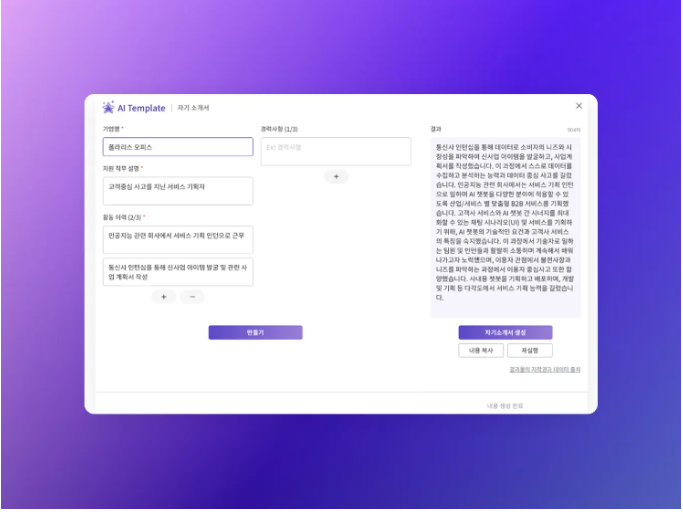 AI Template | 자기 소개서
기업명 *
폴라리스 오피스
지원 직무 설명 *
고객중심 사고를 지닌 서비스 기획자
활동 이력 (2/3) *
인공지능 관련 회사에서 서비스 기획 인턴으로 근무
통신사 인턴십을 통해 신사업 아이템 발굴 및 관련 사
업 계획서 작성
만들기
경력사항 (1/3)
Ex) 경력사항
결과
통신사 인턴십을 통해 데이터로 소비자의 니즈와 시
장성을 파악하여 신사업 아이템을 발굴하고, 사업계
획서를 작성했습니다. 이 과정에서 스스로 데이터를
수집하고 분석하는 능력과 데이터 중심 사고를 길렀
습니다. 인공지능 관련 회사에서는 서비스 기획 인턴
으로 일하며 AI 챗봇을 다양한 분야에 적용할 수 있
도록 산업/서비스 별 맞춤형 B2B 서비스를 기획했
습니다. 고객사 서비스와 AI 챗봇 간 시너지를 최대
화할 수 있는 채팅 시나리오(UI) 및 서비스를 기획하
기 위해, AI 챗봇의 기술적인 요건과 고객사 서비스
의 특징을 숙지했습니다. 이 과정에서 기술자로 일하
는 팀원 및 인턴들과 활발히 소통하며 계속해서 배워
나가고자 노력했으며, 이용자 관점에서 불편사항과
니즈를 파악하는 과정에서 이용자 중심사고 또한 함
양했습니다. 사내용 챗봇을 기획하고 배포하며, 개발
및 기획 등 다각도에서 서비스 기획 능력을 길렀습니
다.
자기소개서 생성
내용 복사
재실행
결과물의 저작권과 데이터 출처
내용 생성 완료